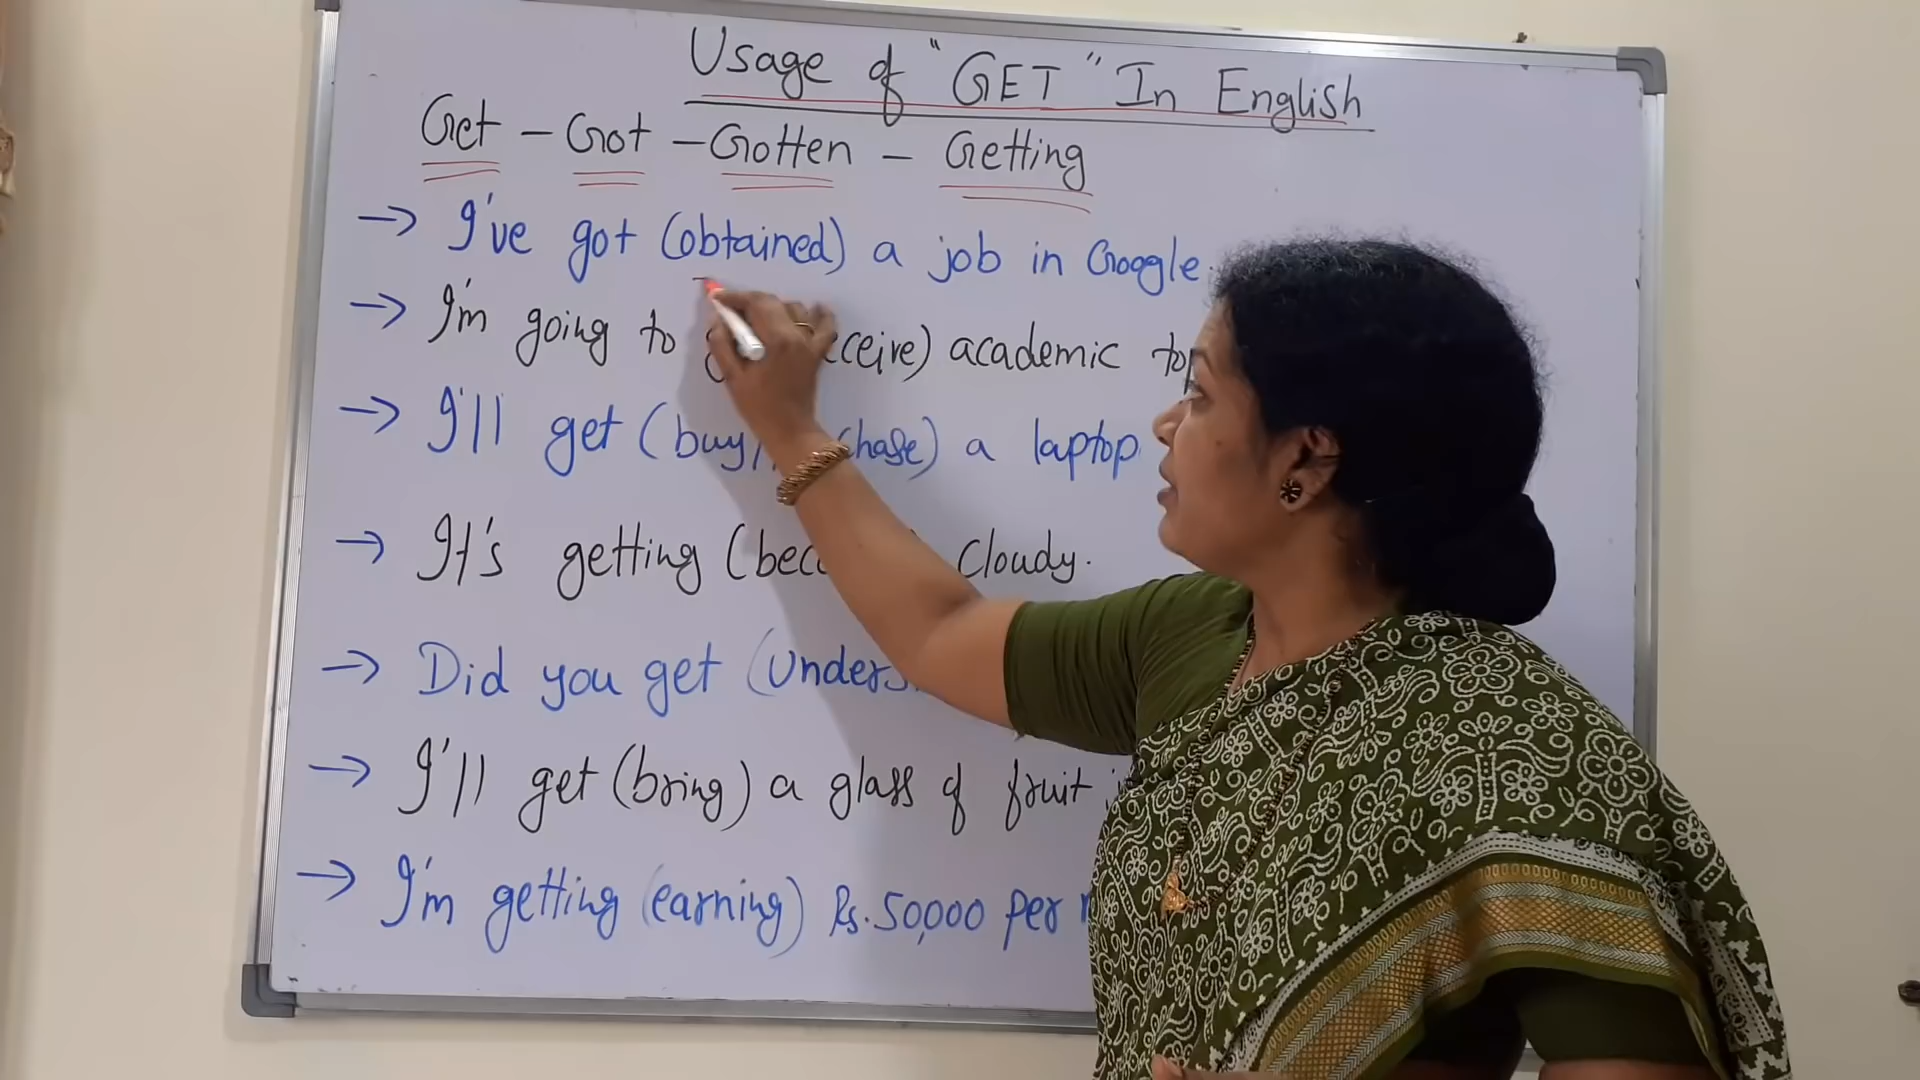 Usage of "GET" In English
Get – Got – Gotten – Getting
→ I've got (obtained) a job in Google.
→ I'm going to academic
→ I'll get (buy a laptop
→ It's getting cloudy.
→ Did you get
→ I'll get (bring) a glass of fruit
→ I'm getting (earning) Rs. 50,000 per